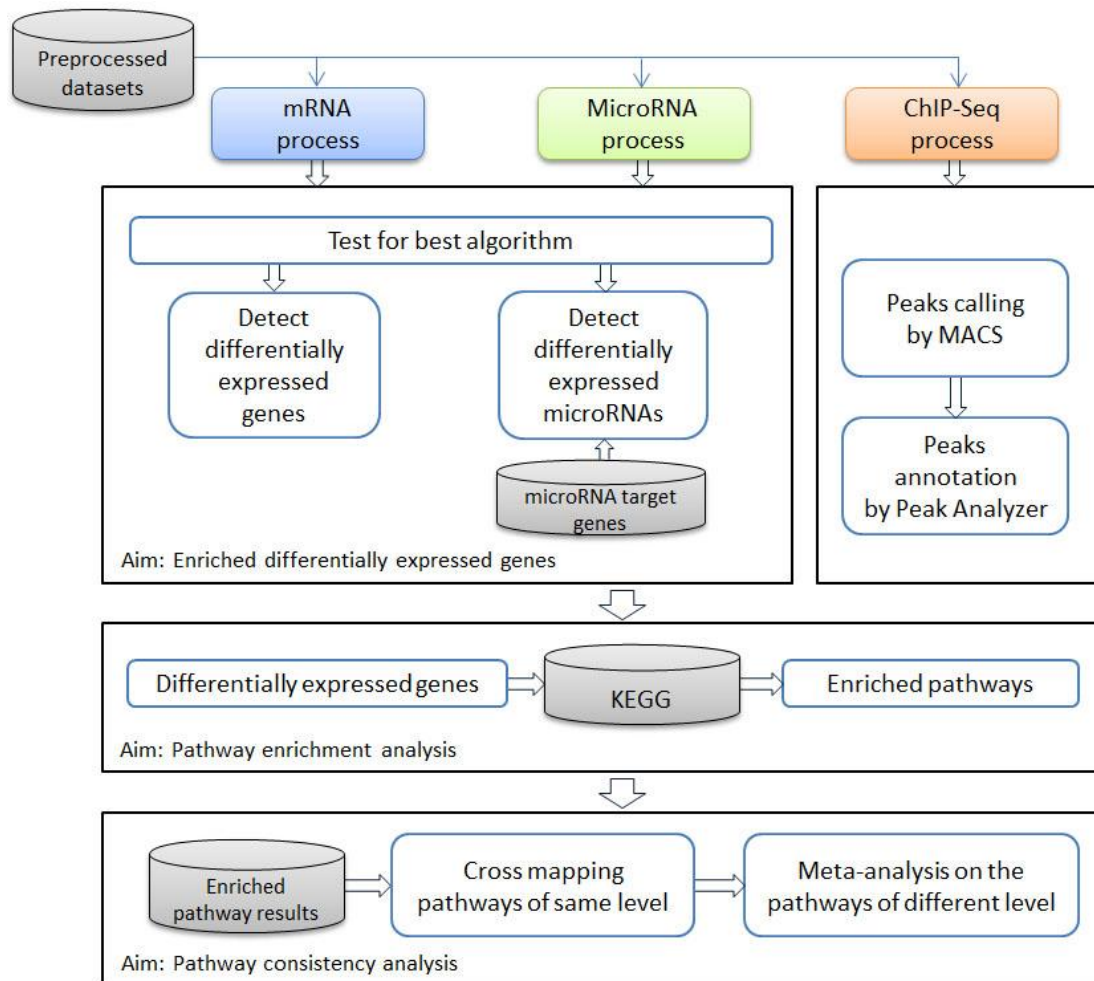 Preprocessed
datasets
mRNA
process
MicroRNA
process
ChIP-Seq
process
Test for best algorithm
Detect
differentially
expressed
genes
Detect
differentially
expressed
microRNAs
microRNA target
genes
Aim: Enriched differentially expressed genes
Peaks calling
by MACS
Peaks
annotation
by Peak Analyzer
Differentially expressed genes
KEGG
Enriched pathways
Aim: Pathway enrichment analysis
Enriched
pathway results
Cross mapping
pathways of same level
Meta-analysis on the
pathways of different level
Aim: Pathway consistency analysis